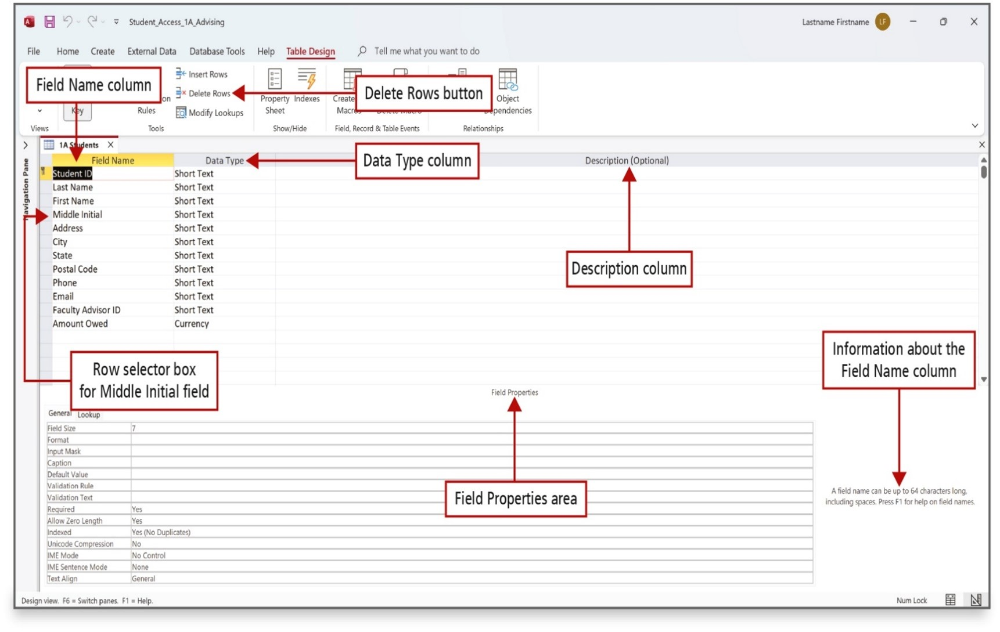 Student_Access_1A_Advising
Lastname Firstname
LF
File Home Create External Data Database Tools Help Table Design Tell me what you want to do
Field Name column
Key
Rules
Insert Rows
Delete Rows
Modify Lookups
Property Sheet
Indexes
Create
Delete Rows button
Object
Dependencies
Views
Tools
Show/Hide
Field, Record & Table Events
Relationships
Navigation Pane
1A Students
Field Name Data Type Description (Optional)
Data Type column
Student ID Short Text
Last Name Short Text
First Name Short Text
Middle Initial Short Text
Address Short Text
City Short Text
State Short Text
Postal Code Short Text
Phone Short Text
Email Short Text
Faculty Advisor ID Short Text
Amount Owed Currency
Description column
Row selector box
for Middle Initial field
Information about the
Field Name column
Field Properties
General Lookup
Field Size 7
Format
Input Mask
Caption
Default Value
Validation Rule
Validation Text
Required Yes
Allow Zero Length Yes
Indexed Yes (No Duplicates)
Unicode Compression No
IME Mode No Control
IME Sentence Mode None
Text Align General
Field Properties area
A field name can be up to 64 characters long,
including spaces. Press F1 for help on field names.
Design view. F6 = Switch panes. F1 = Help.
Num Lock